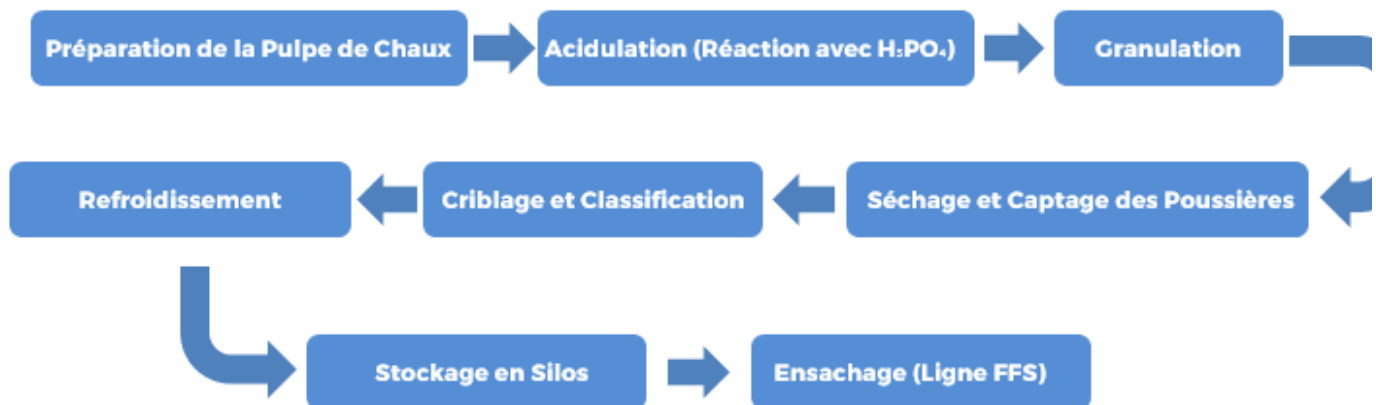 Préparation de la Pulpe de Chaux
Acidulation (Réaction avec H₃PO₄)
Granulation
Séchage et Captage des Poussières
Criblage et Classification
Refroidissement
Stockage en Silos
Ensachage (Ligne FFS)